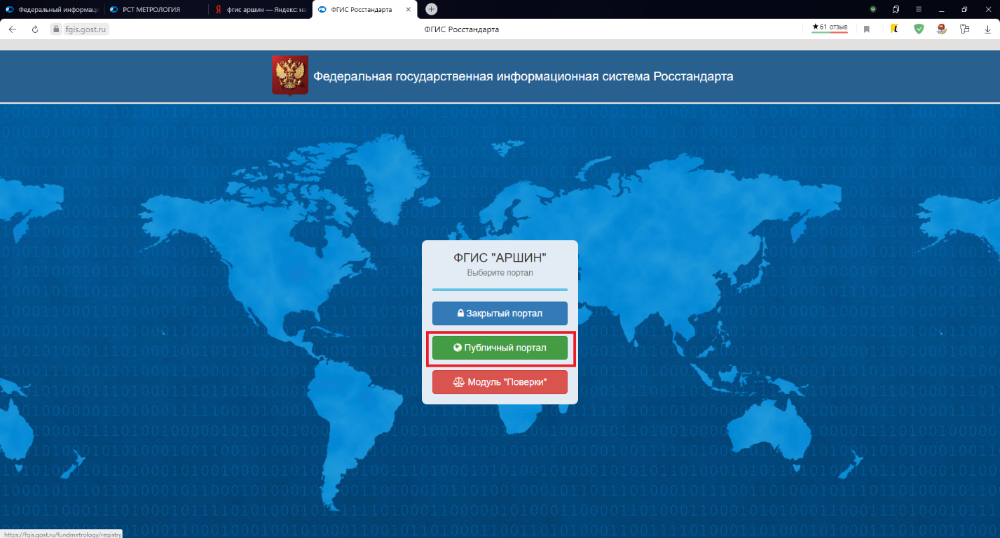 Федеральный информаци
РСТ МЕТРОЛОГИЯ
Я фгис аршин — Яндекс: на
ФГИС Росстандарта
fgis.gost.ru
ФГИС Росстандарта
★61 отзыв
Федеральная государственная информационная система Росстандарта
ФГИС "АРШИН"
Выберите портал
Закрытый портал
Публичный портал
Модуль "Поверки"
https://fgis.gost.ru/fundmetrology/registry